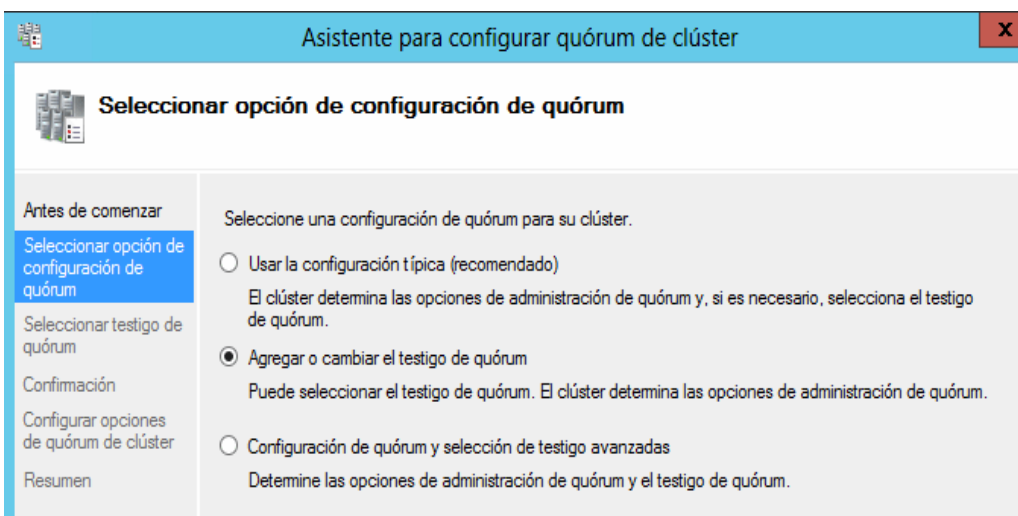 Asistente para configurar quórum de clúster
x
Seleccionar opción de configuración de quórum
Antes de comenzar
Seleccionar opción de
configuración de
quórum
Seleccionar testigo de
quórum
Confirmación
Configurar opciones
de quórum de clúster
Resumen
Seleccione una configuración de quórum para su clúster.
Usar la configuración típica (recomendado)
El clúster determina las opciones de administración de quórum y, si es necesario, selecciona el testigo
de quórum.
Agregar o cambiar el testigo de quórum
Puede seleccionar el testigo de quórum. El clúster determina las opciones de administración de quórum.
Configuración de quórum y selección de testigo avanzadas
Determine las opciones de administración de quórum y el testigo de quórum.